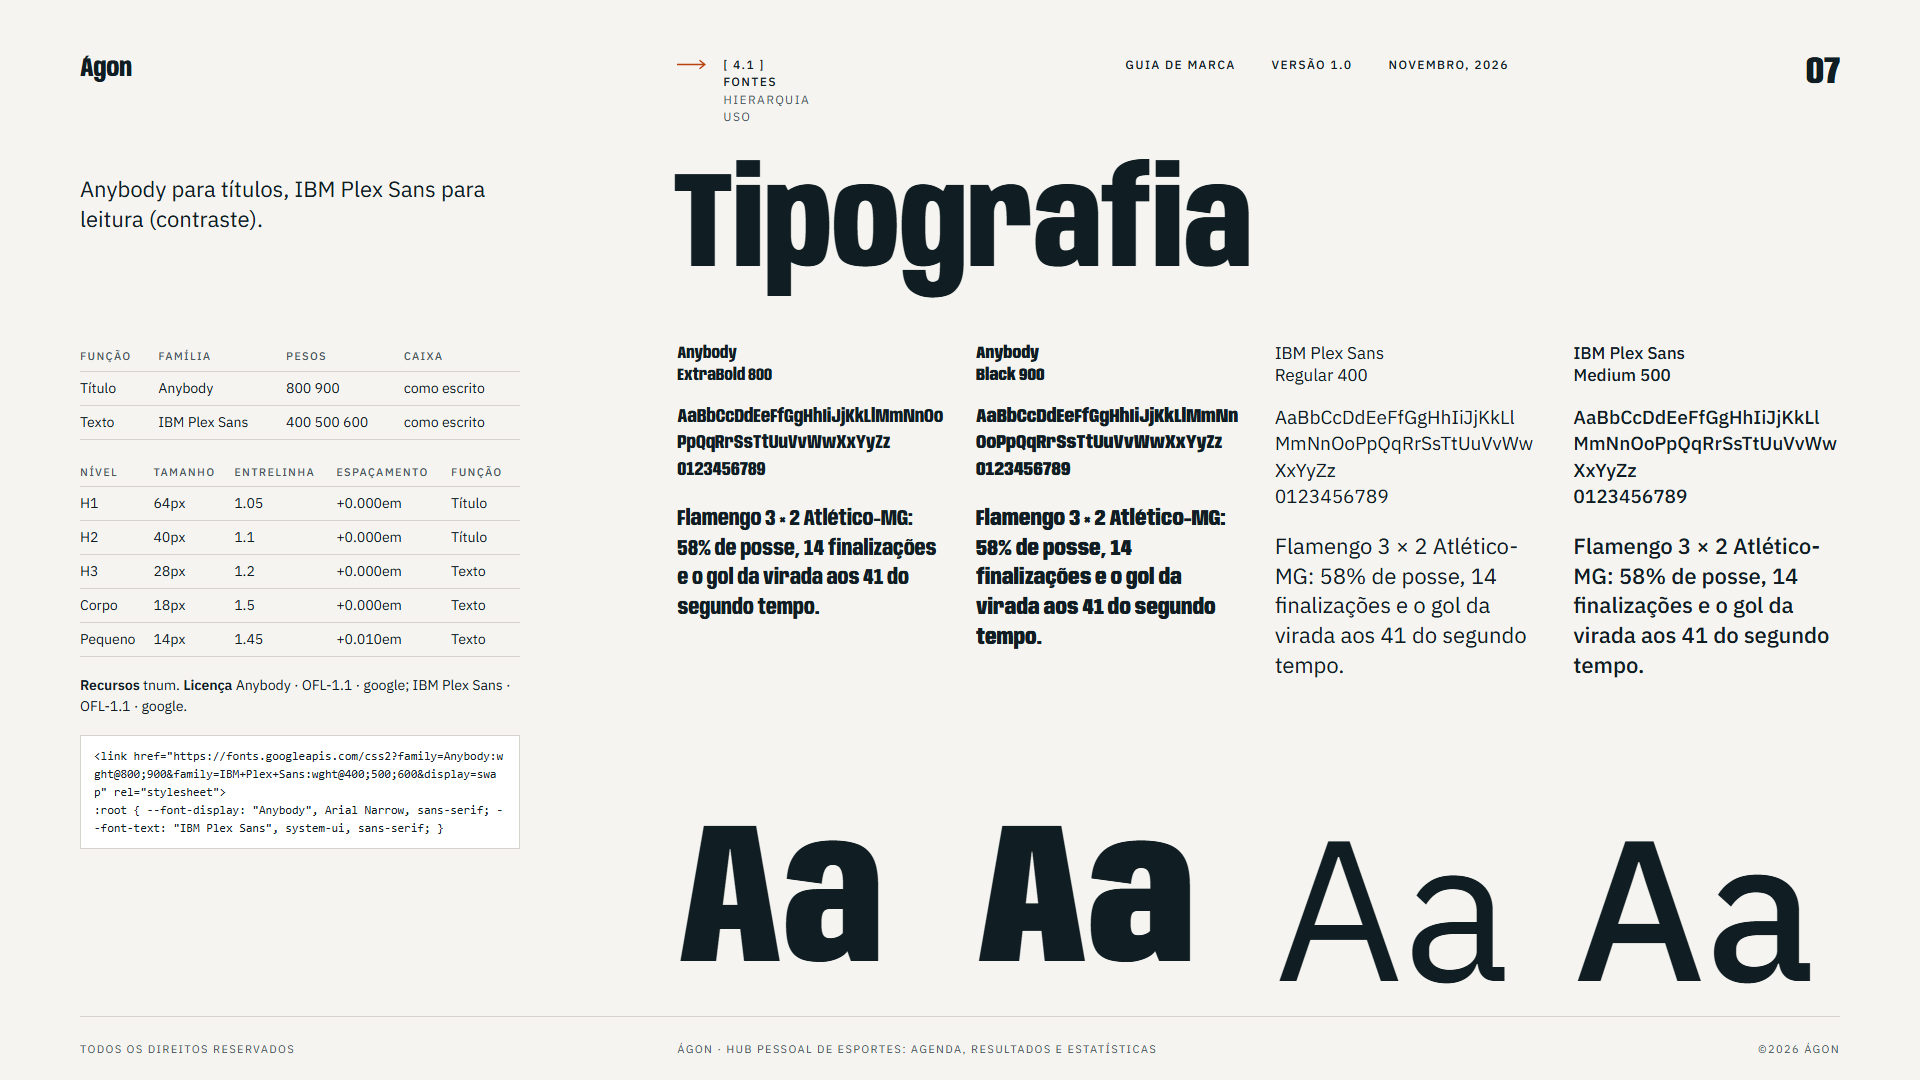 Ágon
[ 4.1 ]
FONTES
HIERARQUIA
USO
GUIA DE MARCA VERSÃO 1.0 NOVEMBRO, 2026
07
Anybody para títulos, IBM Plex Sans para
leitura (contraste).
Tipografia
FUNÇÃO FAMÍLIA PESOS CAIXA
Título Anybody 800 900 como escrito
Texto IBM Plex Sans 400 500 600 como escrito
NÍVEL TAMANHO ENTRELINHA ESPAÇAMENTO FUNÇÃO
H1 64px 1.05 +0.000em Título
H2 40px 1.1 +0.000em Título
H3 28px 1.2 +0.000em Texto
Corpo 18px 1.5 +0.000em Texto
Pequeno 14px 1.45 +0.010em Texto
Recursos tnum. Licença Anybody · OFL-1.1 · google; IBM Plex Sans ·
OFL-1.1 · google.
<link href="https://fonts.googleapis.com/css2?family=Anybody:w
ght@800;900&family=IBM+Plex+Sans:wght@400;500;600&display=swa
p" rel="stylesheet">
:root { --font-display: "Anybody", Arial Narrow, sans-serif; -
-font-text: "IBM Plex Sans", system-ui, sans-serif; }
Anybody
ExtraBold 800
AaBbCcDdEeFfGgHhIiJjKkLlMmNnOo
PpQqRrSsTtUuVvWwXxYyZz
0123456789
Flamengo 3 × 2 Atlético-MG:
58% de posse, 14 finalizações
e o gol da virada aos 41 do
segundo tempo.
Aa
Anybody
Black 900
AaBbCcDdEeFfGgHhIiJjKkLlMmNn
OoPpQqRrSsTtUuVvWwXxYyZz
0123456789
Flamengo 3 × 2 Atlético-MG:
58% de posse, 14
finalizações e o gol da
virada aos 41 do segundo
tempo.
Aa
IBM Plex Sans
Regular 400
AaBbCcDdEeFfGgHhIiJjKkLl
MmNnOoPpQqRrSsTtUuVvWw
XxYyZz
0123456789
Flamengo 3 × 2 Atlético-
MG: 58% de posse, 14
finalizações e o gol da
virada aos 41 do segundo
tempo.
Aa
IBM Plex Sans
Medium 500
AaBbCcDdEeFfGgHhIiJjKkLl
MmNnOoPpQqRrSsTtUuVvWw
XxYyZz
0123456789
Flamengo 3 × 2 Atlético-
MG: 58% de posse, 14
finalizações e o gol da
virada aos 41 do segundo
tempo.
Aa
TODOS OS DIREITOS RESERVADOS
ÁGON · HUB PESSOAL DE ESPORTES: AGENDA, RESULTADOS E ESTATÍSTICAS
©2026 ÁGON